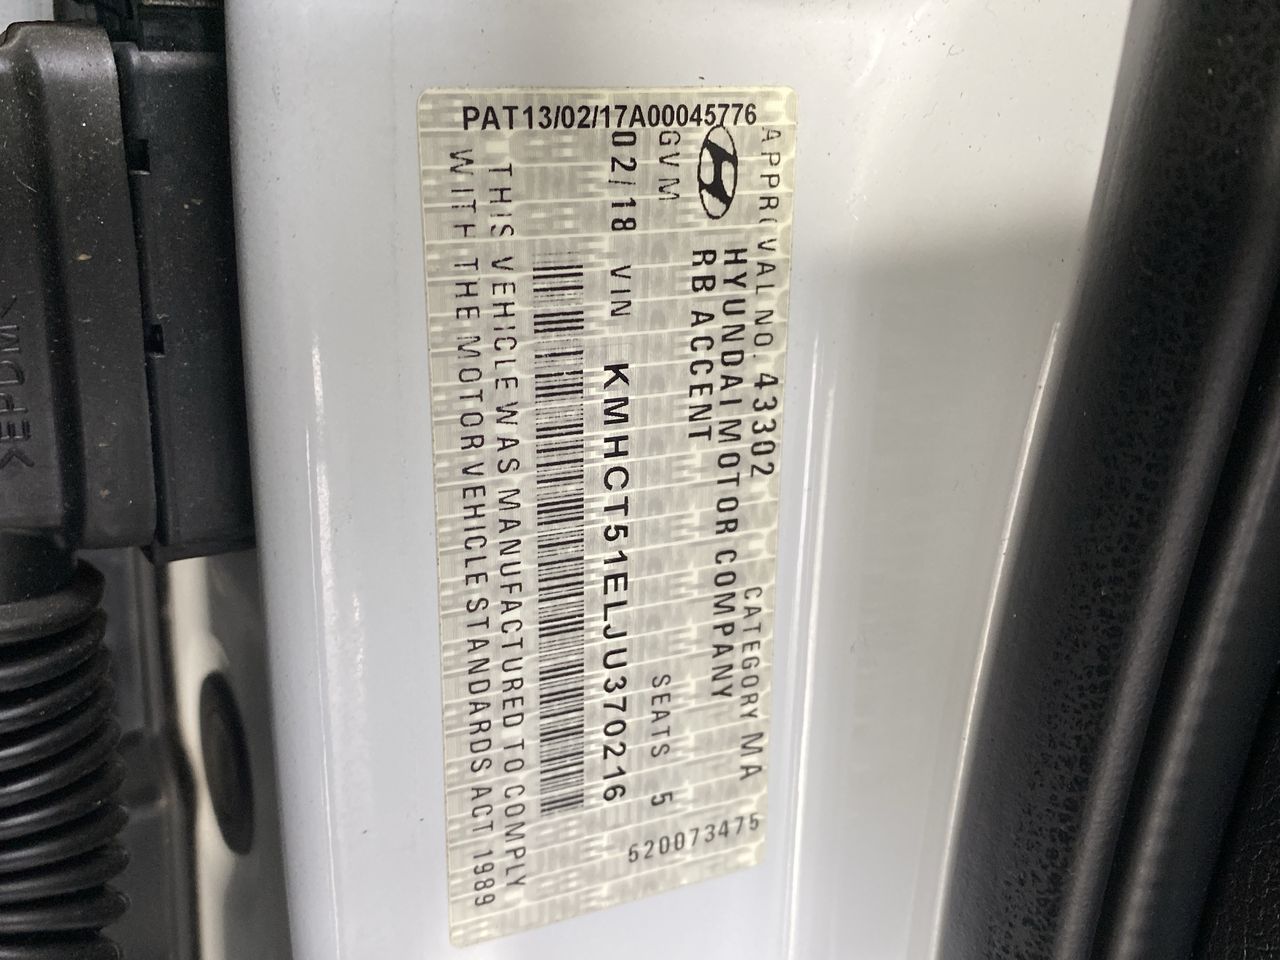 PAT13/02/17A00045776
APPROVAL NO. 43302 CATEGORY MA
HYUNDAI MOTOR COMPANY
RB ACCENT
GVM SEATS 5
02/18 VIN KMHCT51ELJU370216
THIS VEHICLE WAS MANUFACTURED TO COMPLY
WITH THE MOTOR VEHICLE STANDARDS ACT 1989
520073475
>PBT